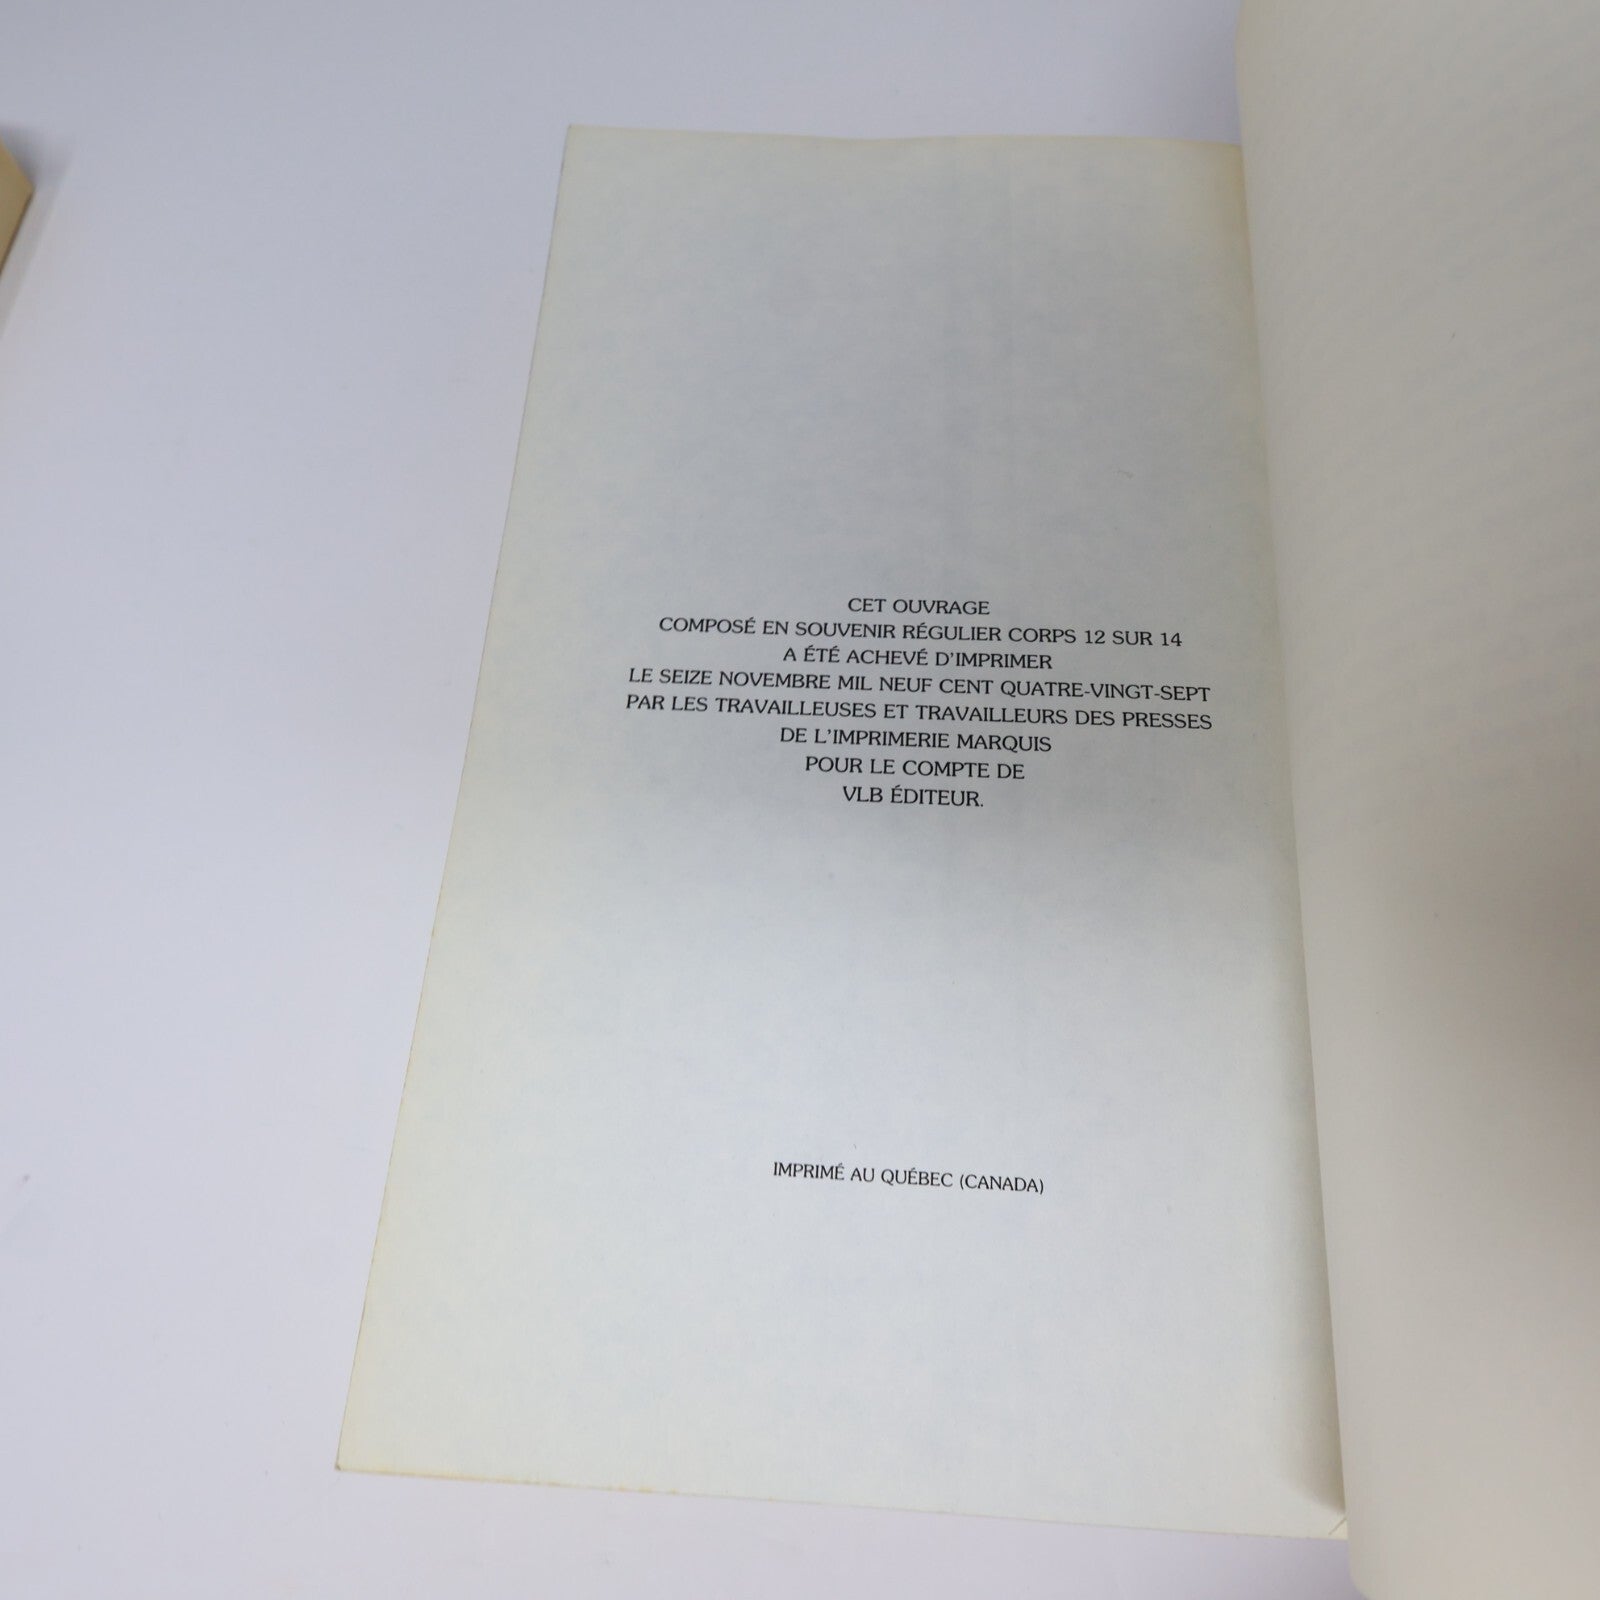 CET OUVRAGE
COMPOSÉ EN SOUVENIR RÉGULIER CORPS 12 SUR 14
A ÉTÉ ACHEVÉ D'IMPRIMER
LE SEIZE NOVEMBRE MIL NEUF CENT QUATRE-VINGT-SEPT
PAR LES TRAVAILLEUSES ET TRAVAILLEURS DES PRESSES
DE L'IMPRIMERIE MARQUIS
POUR LE COMPTE DE
VLB ÉDITEUR.
IMPRIMÉ AU QUÉBEC (CANADA)